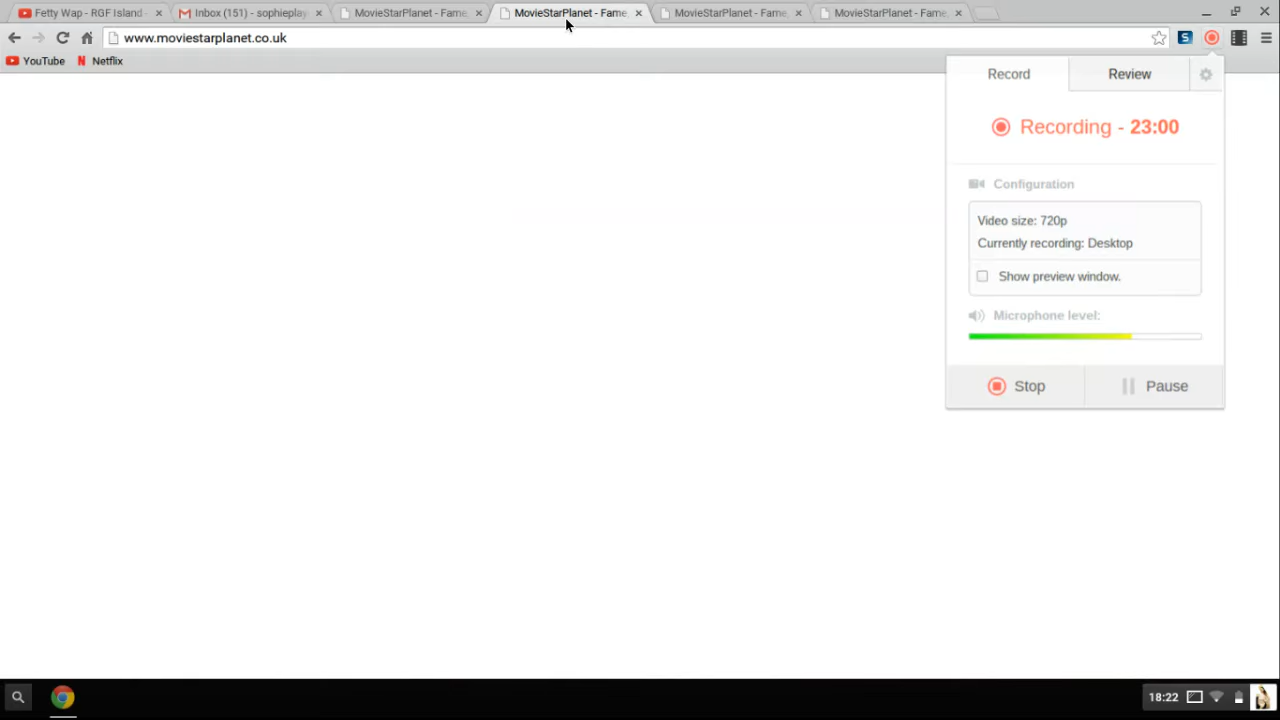 Fetty Wap - RGF Island -
Inbox (151) - sophieplay
MovieStarPlanet - Fame,
MovieStarPlanet - Fame,
MovieStarPlanet - Fame,
MovieStarPlanet - Fame,
www.moviestarplanet.co.uk
S
YouTube
N Netflix
Record
Review
Recording - 23:00
Configuration
Video size: 720p
Currently recording: Desktop
Show preview window.
Microphone level:
Stop
Pause
18:22